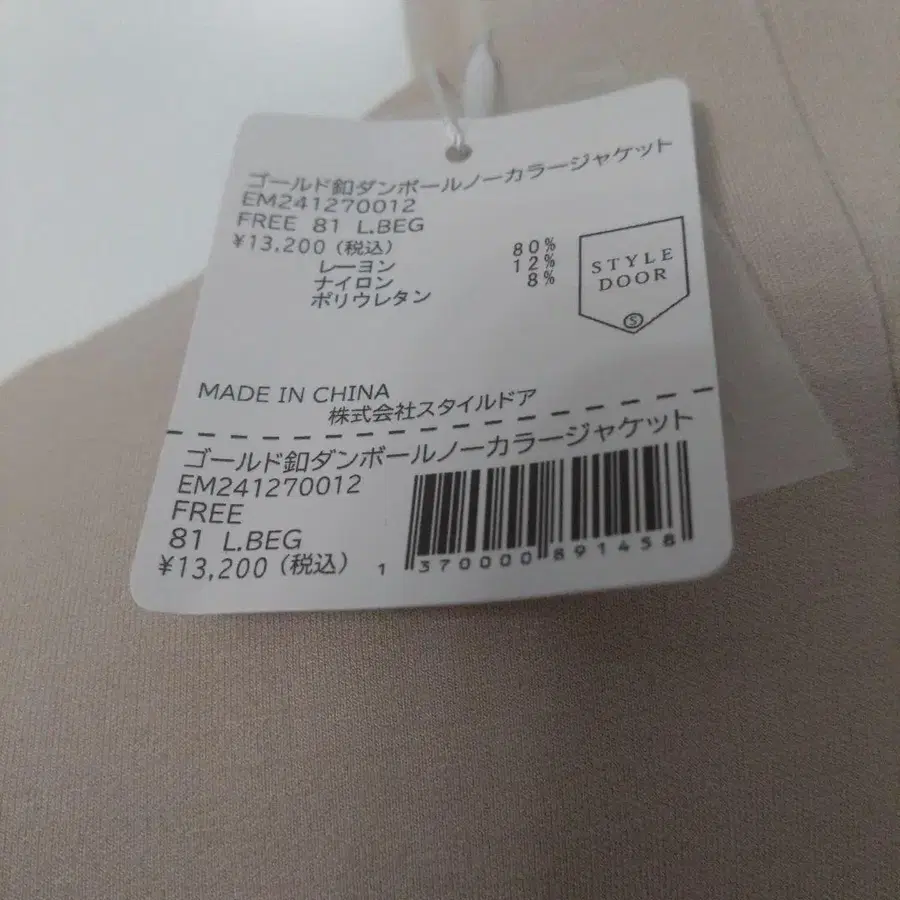 ゴールド釦ダンボールノーカラージャケット
EM241270012
FREE 81 L.BEG
¥13,200 (税込)
レーヨン 80%
ナイロン 12%
ポリウレタン 8%
STYLE
DOOR
S
MADE IN CHINA
株式会社スタイルドア
ゴールド釦ダンボールノーカラージャケット
EM241270012
FREE
81 L.BEG
¥13,200 (税込)
1 370000 891458